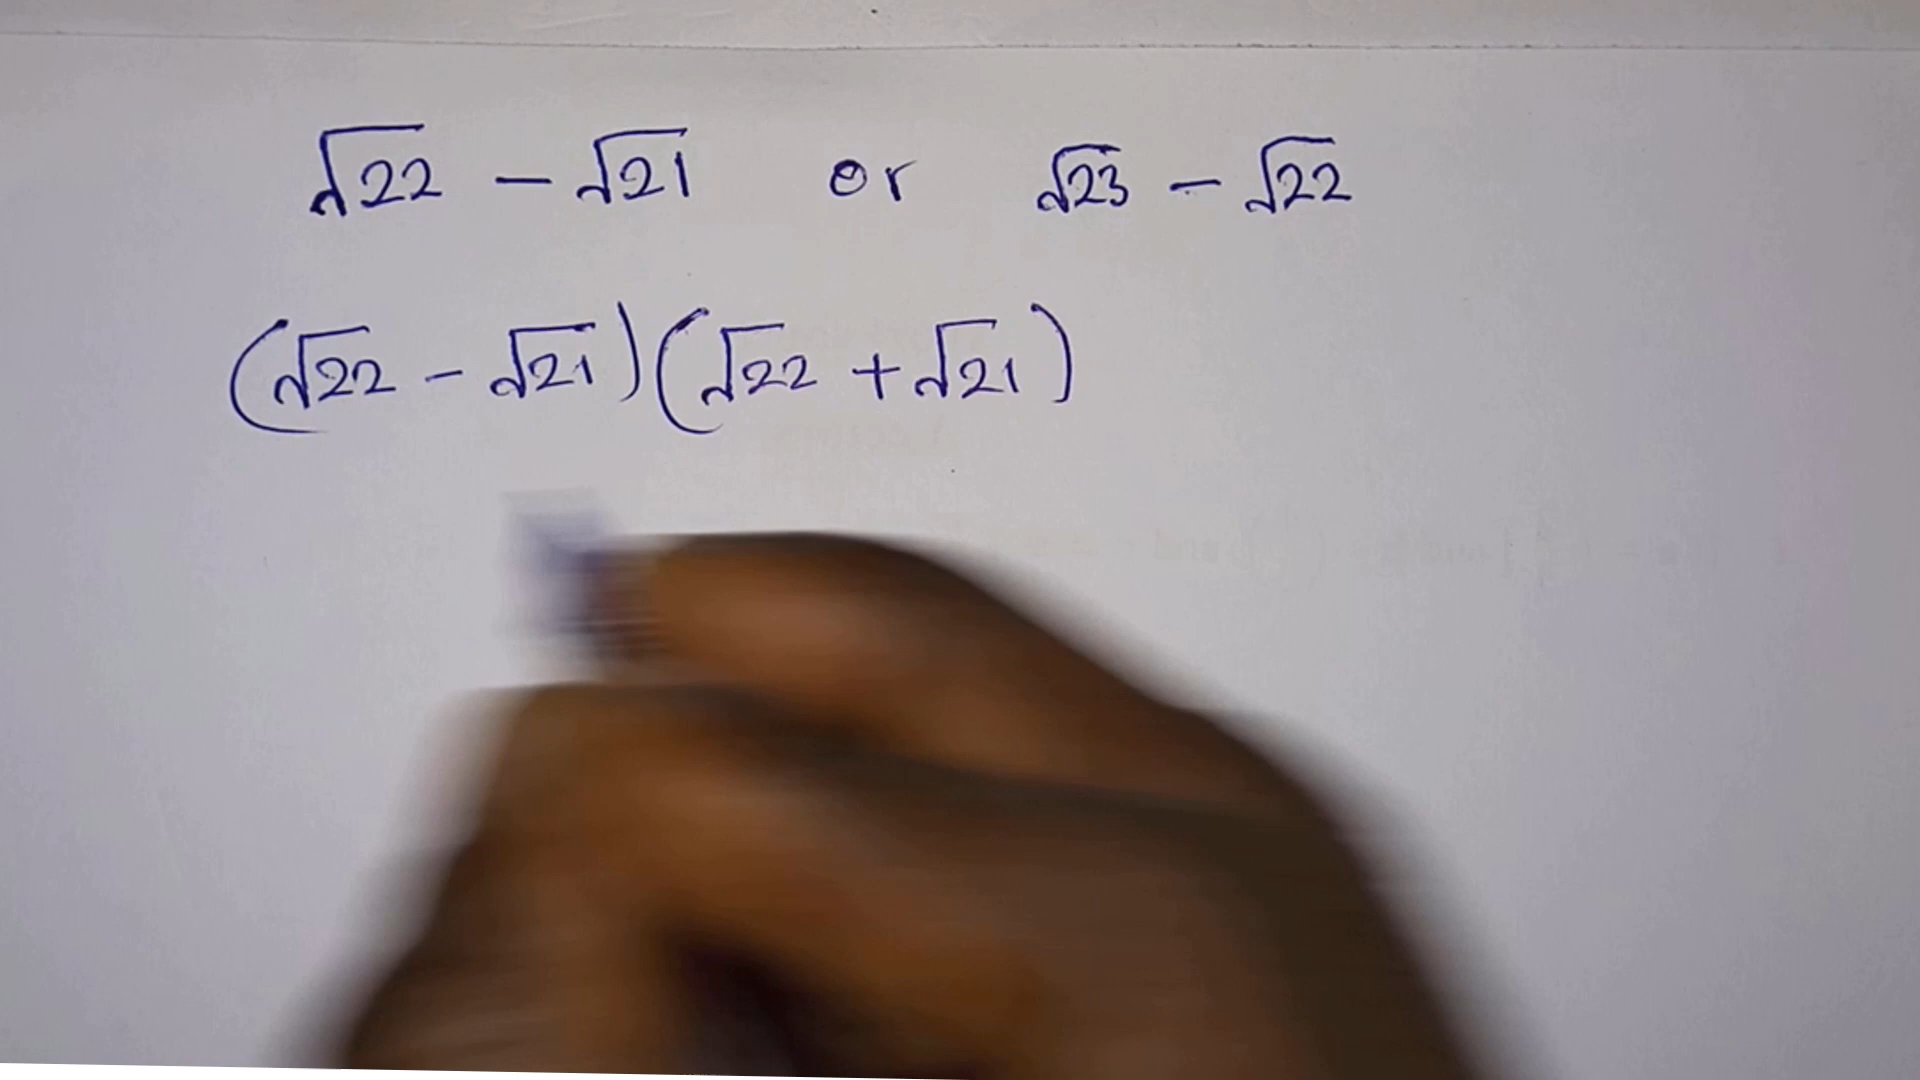 √22 − √21 or √23 − √22
(√22 − √21)(√22 + √21)